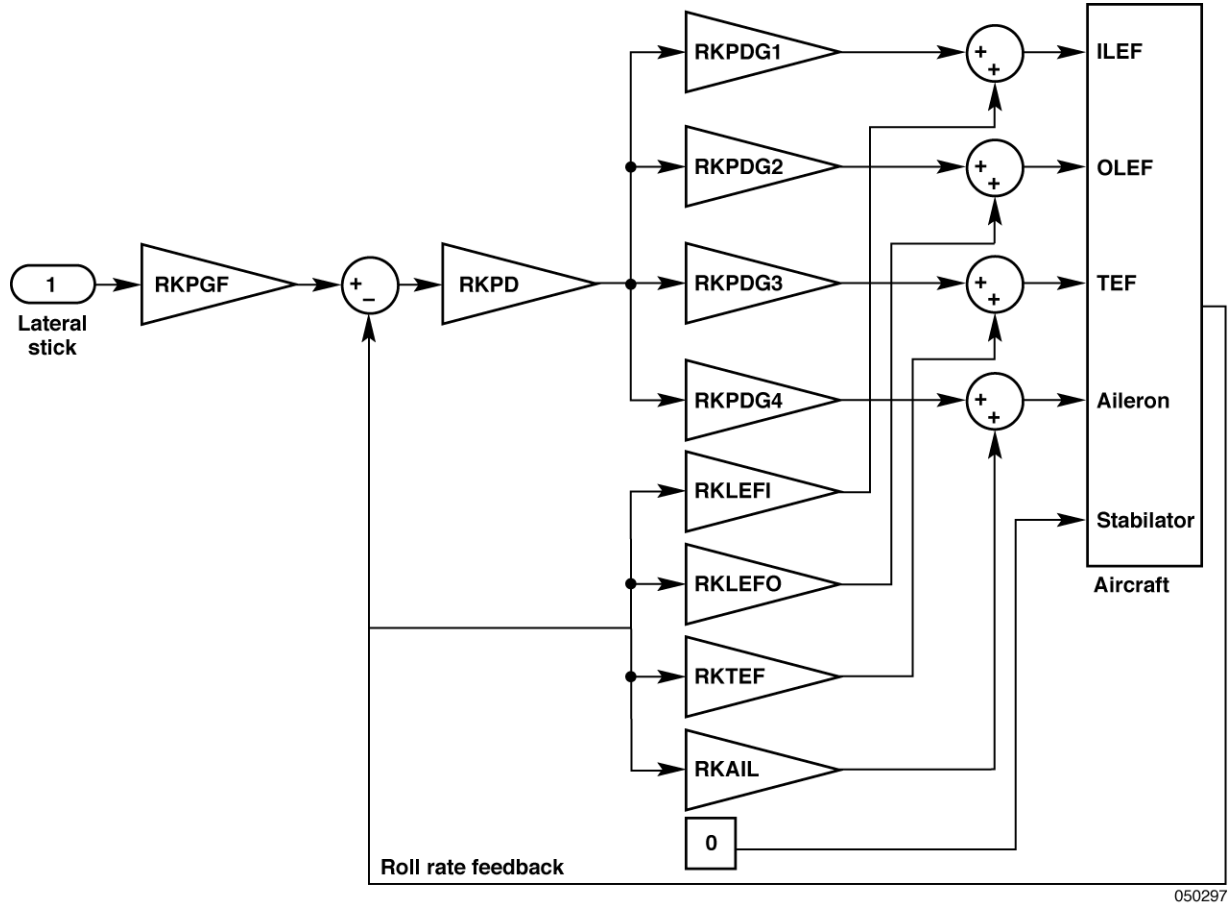 RKPDG1
+
+
ILEF
RKPDG2
+
+
OLEF
1
RKPGF
+
−
RKPD
RKPDG3
+
+
TEF
Lateral
stick
RKPDG4
+
+
Aileron
RKLEFI
Stabilator
RKLEFO
Aircraft
RKTEF
RKAIL
0
Roll rate feedback
050297